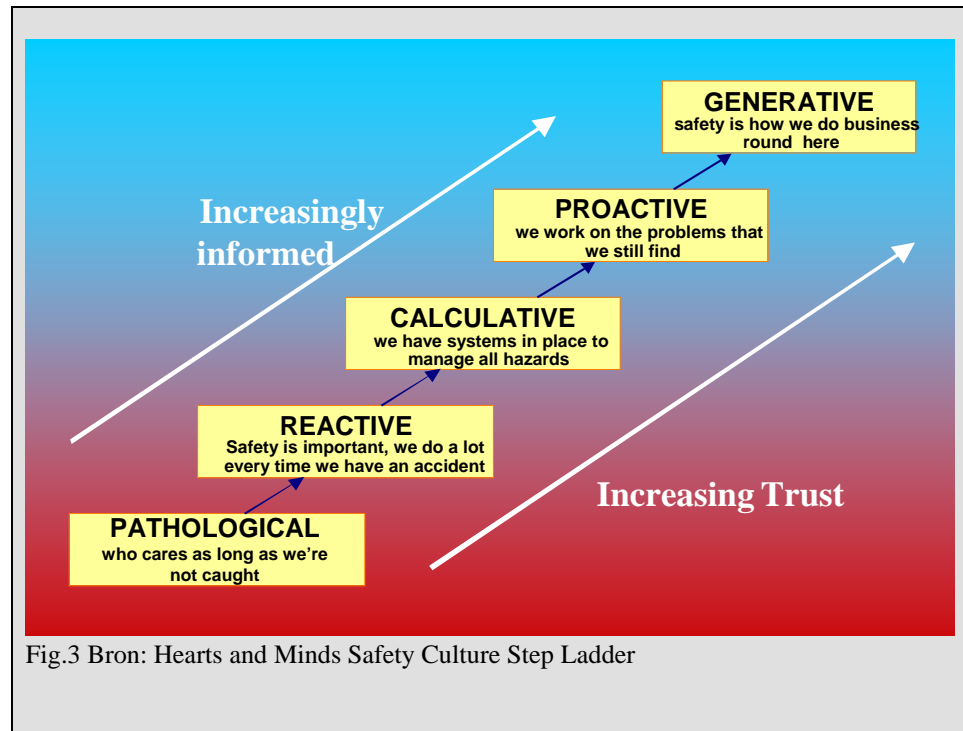 GENERATIVE
safety is how we do business
round here
Increasingly
informed
PROACTIVE
we work on the problems that
we still find
CALCULATIVE
we have systems in place to
manage all hazards
REACTIVE
Safety is important, we do a lot
every time we have an accident
Increasing Trust
PATHOLOGICAL
who cares as long as we’re
not caught
Fig.3 Bron: Hearts and Minds Safety Culture Step Ladder